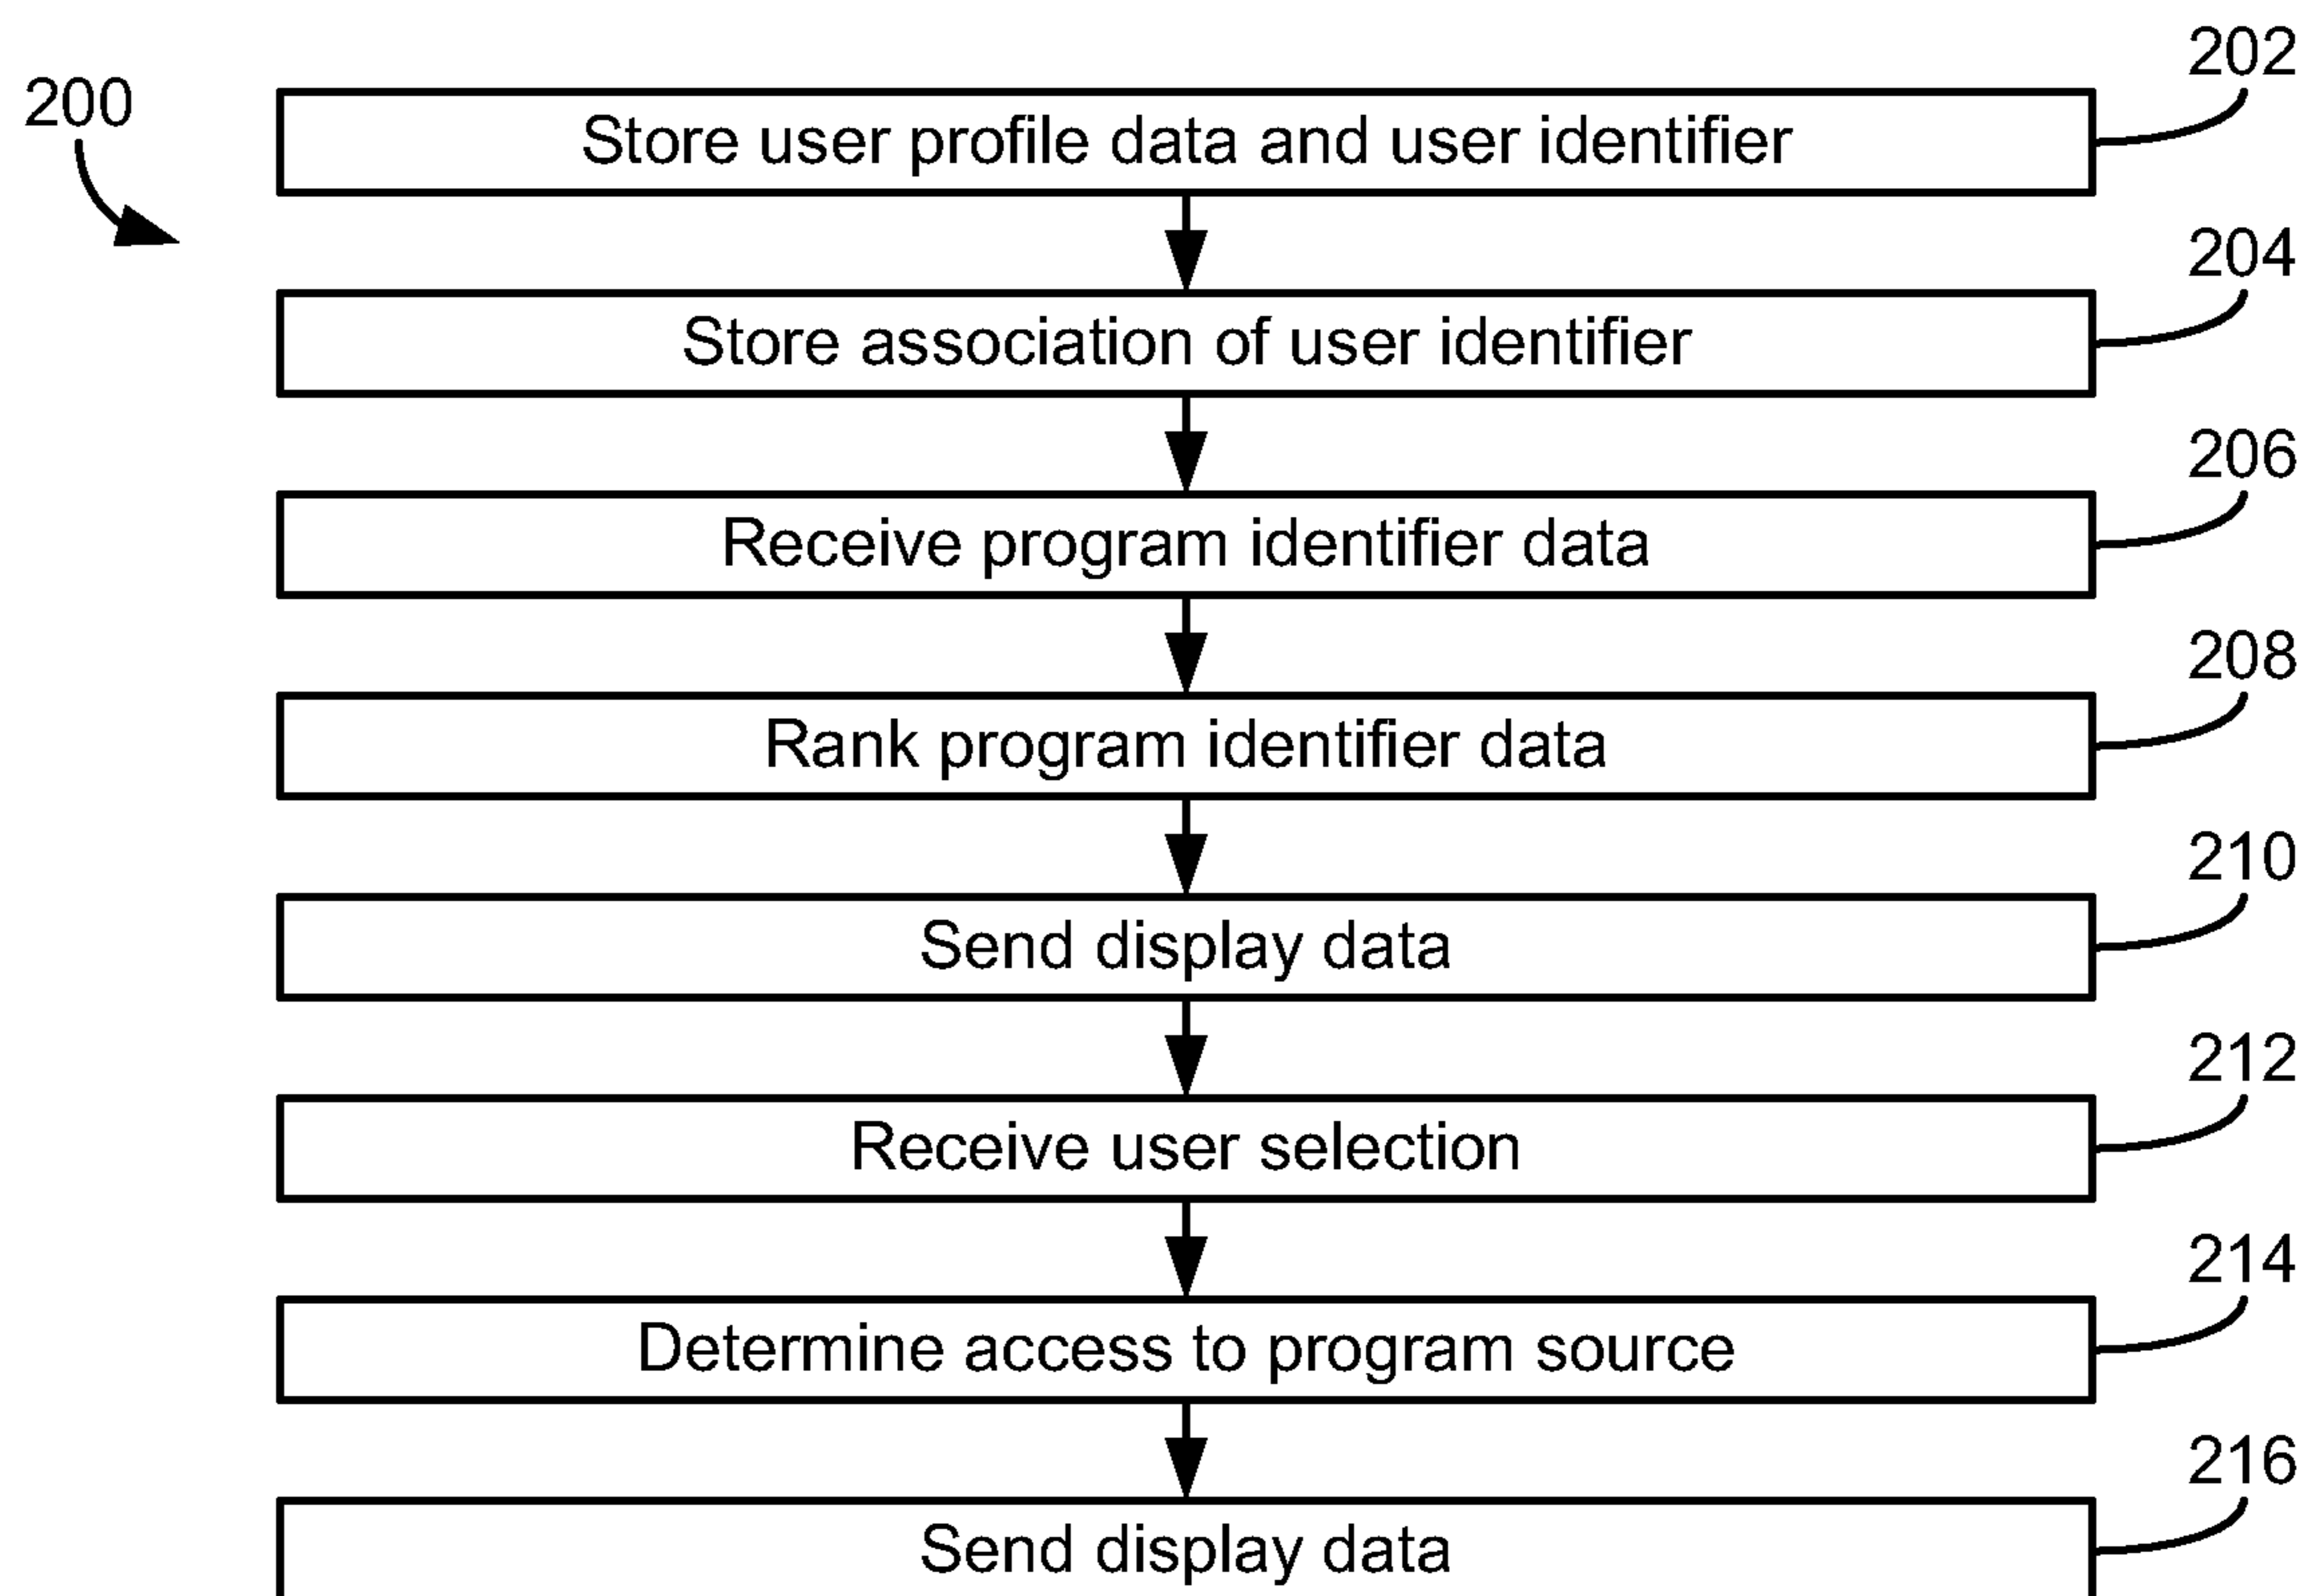 202
200
Store user profile data and user identifier
204
Store association of user identifier
206
Receive program identifier data
208
Rank program identifier data
210
Send display data
212
Receive user selection
214
Determine access to program source
216
Send display data